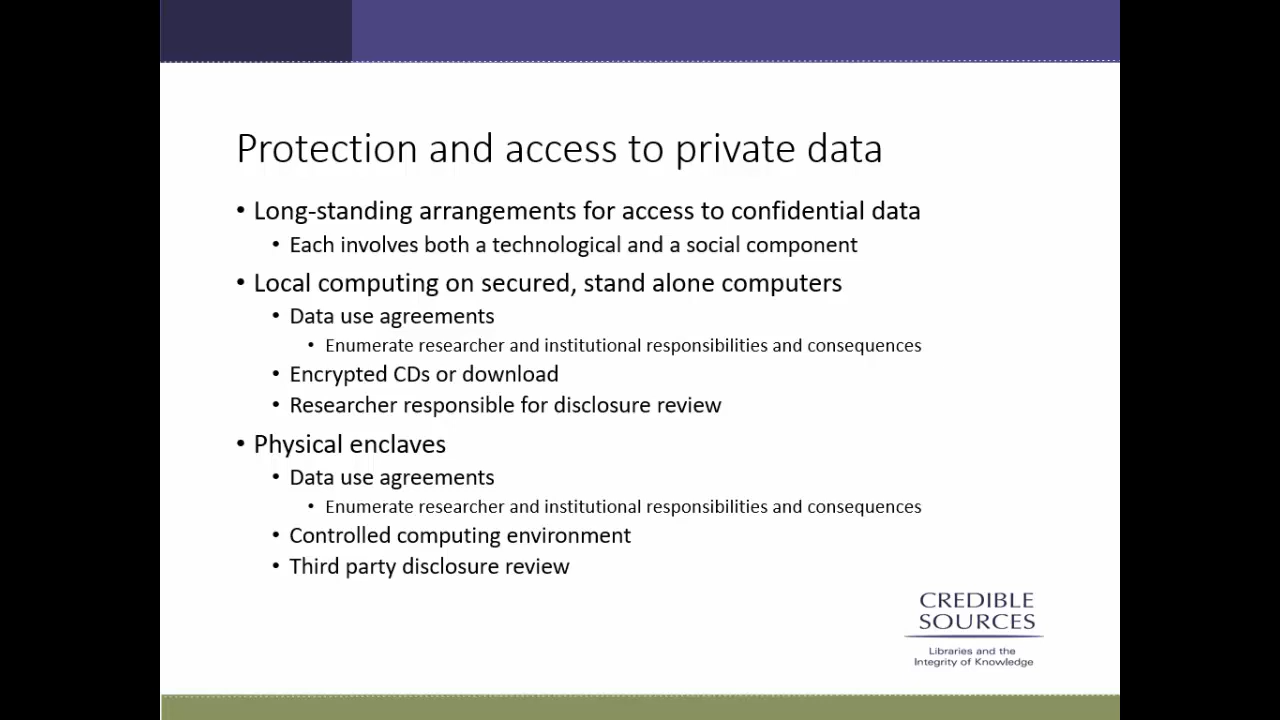 Protection and access to private data
• Long-standing arrangements for access to confidential data
• Each involves both a technological and a social component
• Local computing on secured, stand alone computers
• Data use agreements
• Enumerate researcher and institutional responsibilities and consequences
• Encrypted CDs or download
• Researcher responsible for disclosure review
• Physical enclaves
• Data use agreements
• Enumerate researcher and institutional responsibilities and consequences
• Controlled computing environment
• Third party disclosure review
CREDIBLE
SOURCES
Libraries and the
Integrity of Knowledge